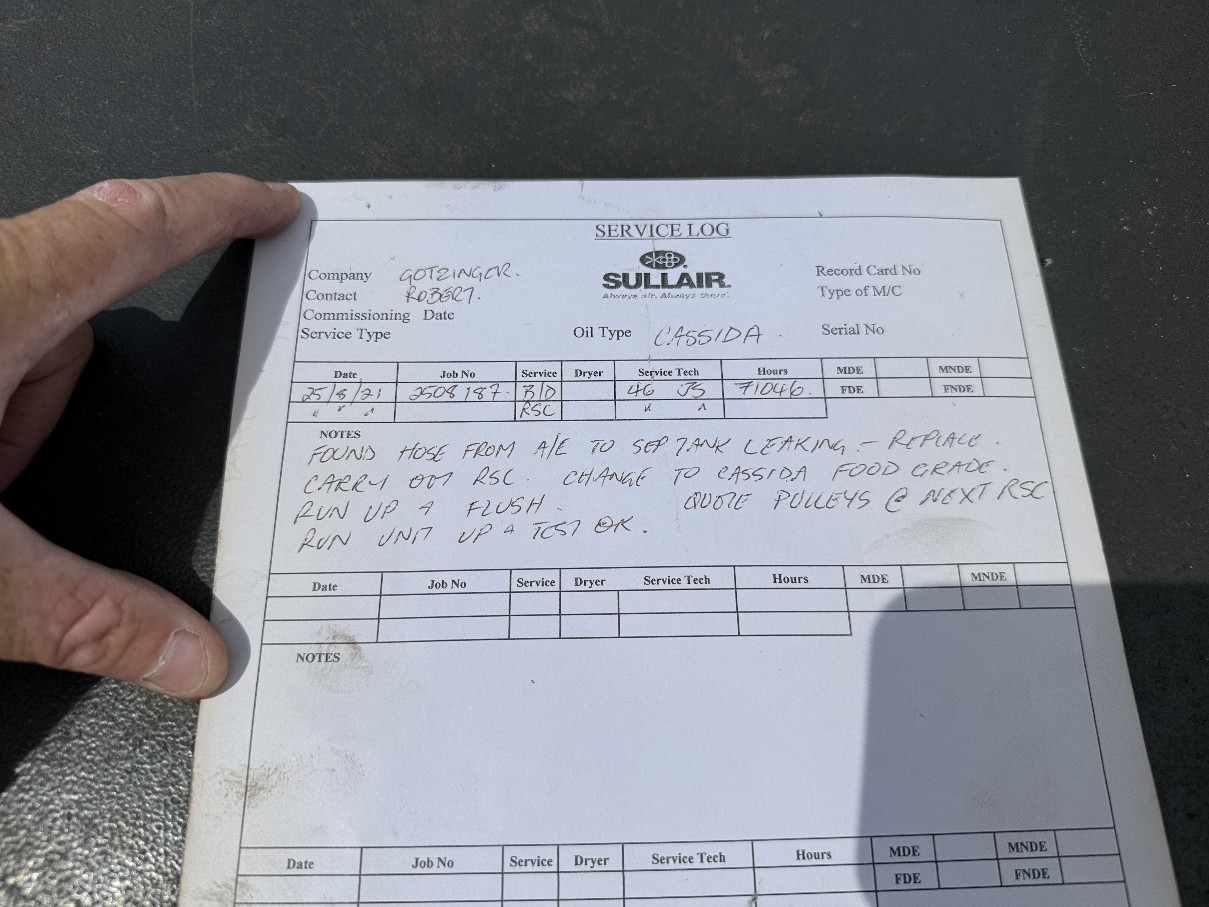 SERVICE LOG
SULLAIR
Always air. Always there.
Company GOTZINGER.
Contact ROBERT.
Commissioning Date
Service Type
Oil Type CASSIDA
Record Card No
Type of M/C
Serial No
Date Job No Service Dryer Service Tech Hours MDE MNDE
25/8/21 2508187. B/D 46 JS 71046. FDE FNDE
" " " RSC " "
NOTES
FOUND HOSE FROM A/E TO SEP TANK LEAKING - REPLACE.
CARRY OUT RSC. CHANGE TO CASSIDA FOOD GRADE.
RUN UP & FLUSH. QUOTE PULLEYS @ NEXT RSC
RUN UNIT UP & TEST OK.
Date Job No Service Dryer Service Tech Hours MDE MNDE
NOTES
Date Job No Service Dryer Service Tech Hours MDE MNDE
FDE FNDE